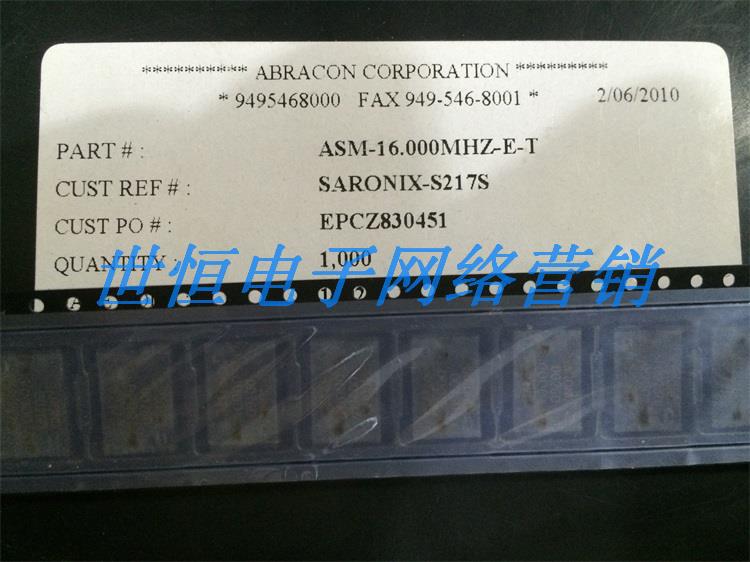 ********** ABRACON CORPORATION *********
* 9495468000 FAX 949-546-8001 * 2/06/2010
PART # : ASM-16.000MHZ-E-T
CUST REF # : SARONIX-S217S
CUST PO # : EPCZ830451
QUANTITY : 1,000
世恒电子网络营销